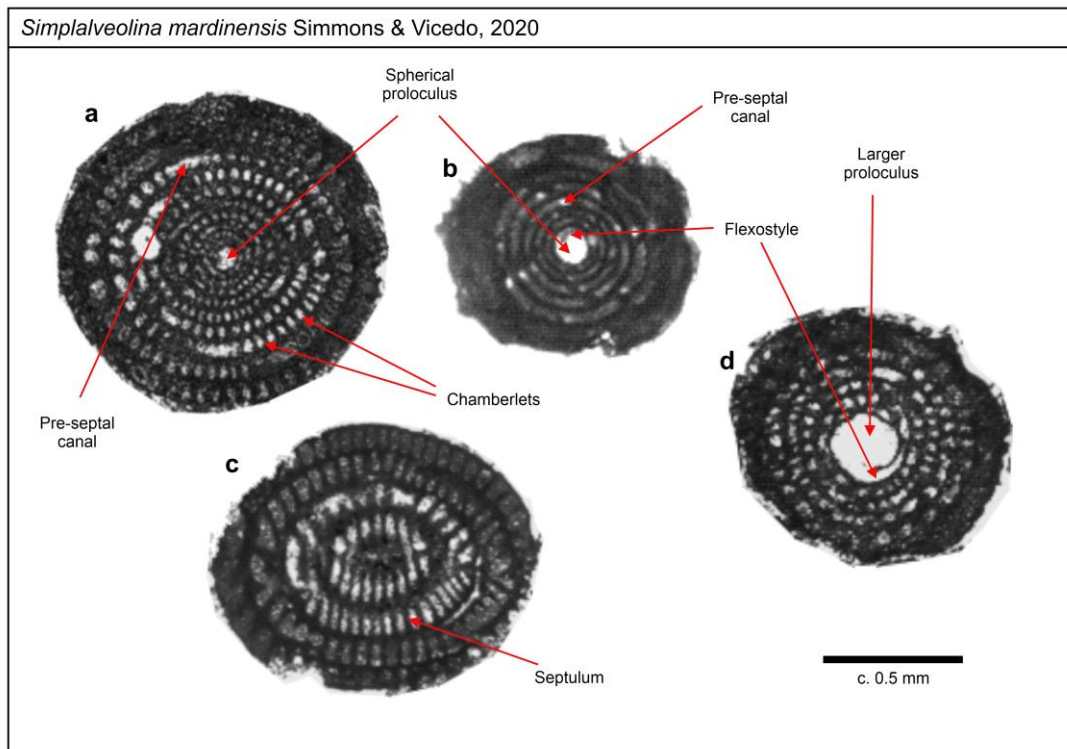 Simplalveolina mardinensis Simmons & Vicedo, 2020
Spherical
proloculus
Pre-septal
canal
a
b
Larger
proloculus
Flexostyle
d
Chamberlets
Pre-septal
canal
c
Septulum
c. 0.5 mm